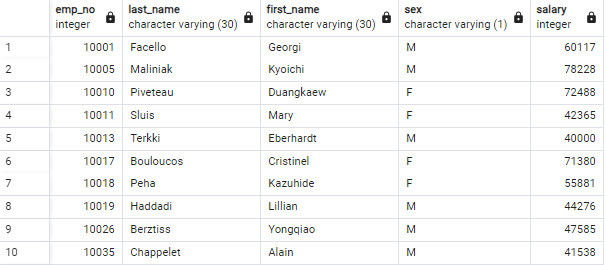 emp_no last_name first_name sex salary
integer character varying (30) character varying (30) character varying (1) integer
1 10001 Facello Georgi M 60117
2 10005 Maliniak Kyoichi M 78228
3 10010 Piveteau Duangkaew F 72488
4 10011 Sluis Mary F 42365
5 10013 Terkki Eberhardt M 40000
6 10017 Bouloucos Cristinel F 71380
7 10018 Peha Kazuhide F 55881
8 10019 Haddadi Lillian M 44276
9 10026 Berztiss Yongqiao M 47585
10 10035 Chappelet Alain M 41538